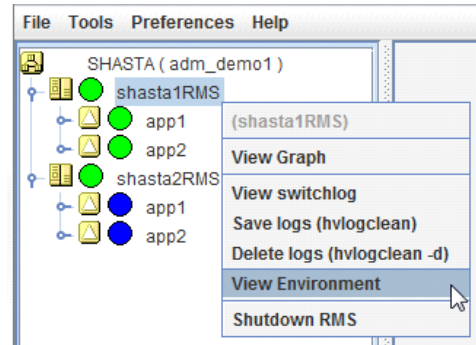 File Tools Preferences Help
SHASTA ( adm_demo1 )
shasta1RMS
app1
app2
shasta2RMS
app1
app2
(shasta1RMS)
View Graph
View switchlog
Save logs (hvlogclean)
Delete logs (hvlogclean -d)
View Environment
Shutdown RMS